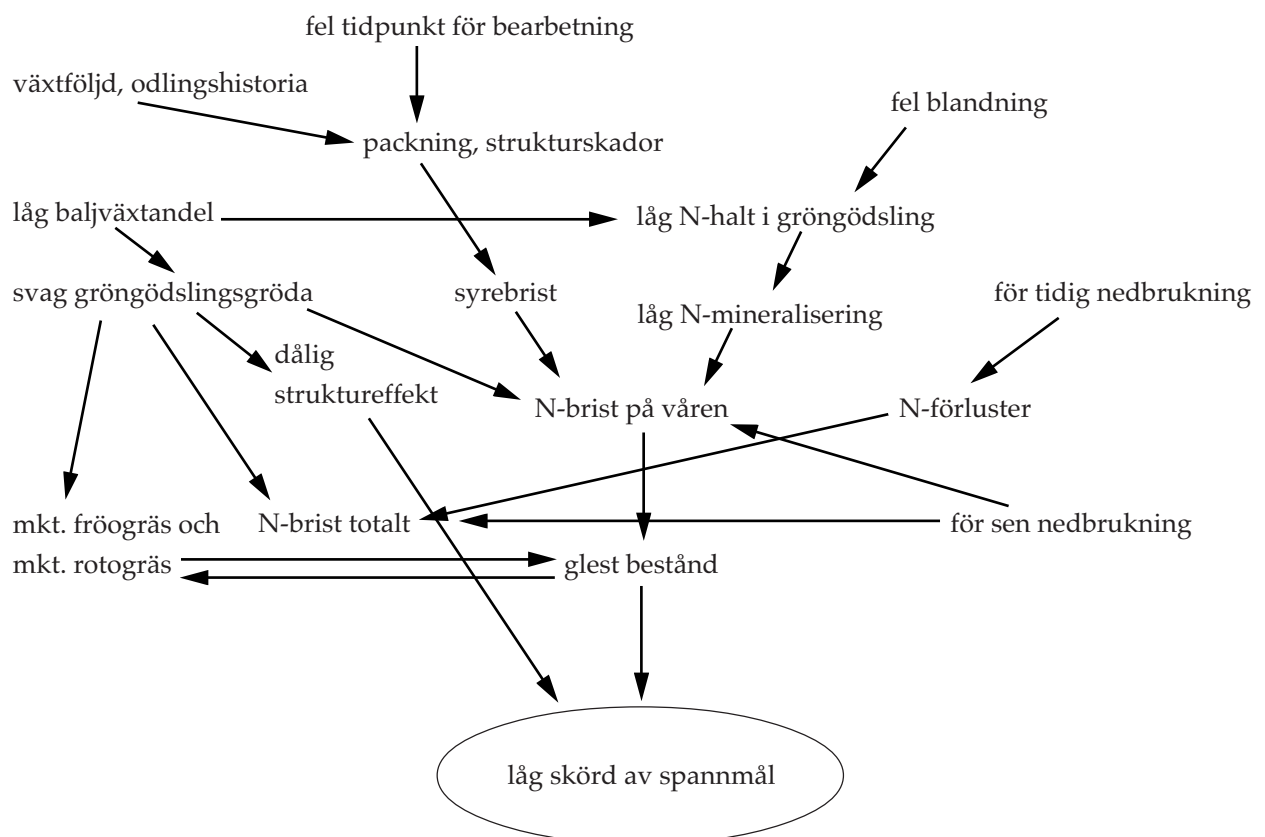 fel tidpunkt för bearbetning
växtföljd, odlingshistoria
fel blandning
packning, strukturskador
låg baljväxtandel
låg N-halt i gröngödsling
svag gröngödslingsgröda
syrebrist
för tidig nedbrukning
låg N-mineralisering
dålig
struktureffekt
N-brist på våren
N-förluster
mkt. fröogräs och
mkt. rotogräs
N-brist totalt
för sen nedbrukning
glest bestånd
låg skörd av spannmål